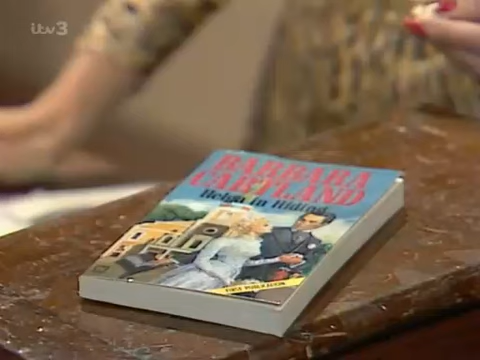 itv3
BARBARA
CARTLAND
Helga in Hiding
FIRST PUBLICATION